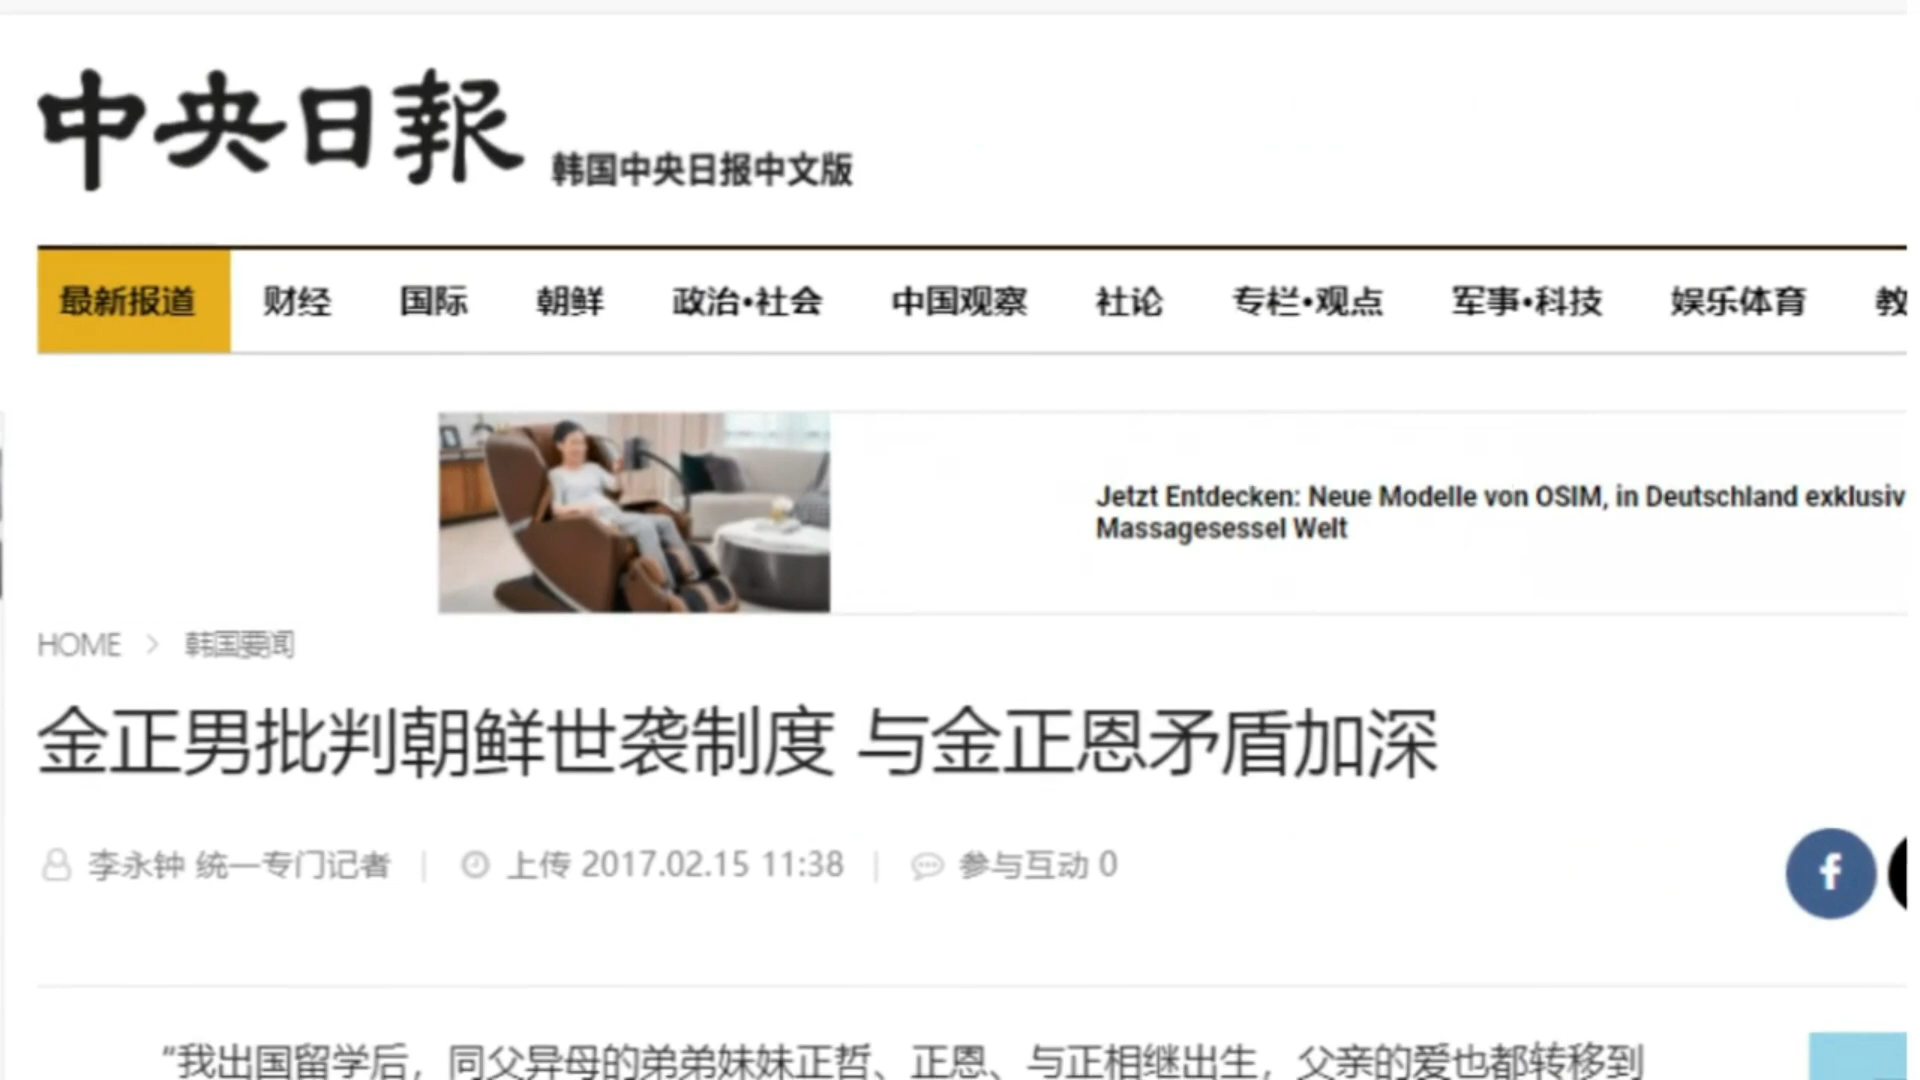 中央日報
韩国中央日报中文版
最新报道 财经 国际 朝鲜 政治•社会 中国观察 社论 专栏•观点 军事•科技 娱乐体育 教
Jetzt Entdecken: Neue Modelle von OSIM, in Deutschland exklusiv
Massagesessel Welt
HOME > 韩国要闻
金正男批判朝鲜世袭制度 与金正恩矛盾加深
李永钟 统一专门记者 | 上传 2017.02.15 11:38 | 参与互动 0
f
“我出国留学后，同父异母的弟弟妹妹正哲、正恩、与正相继出生，父亲的爱也都转移到